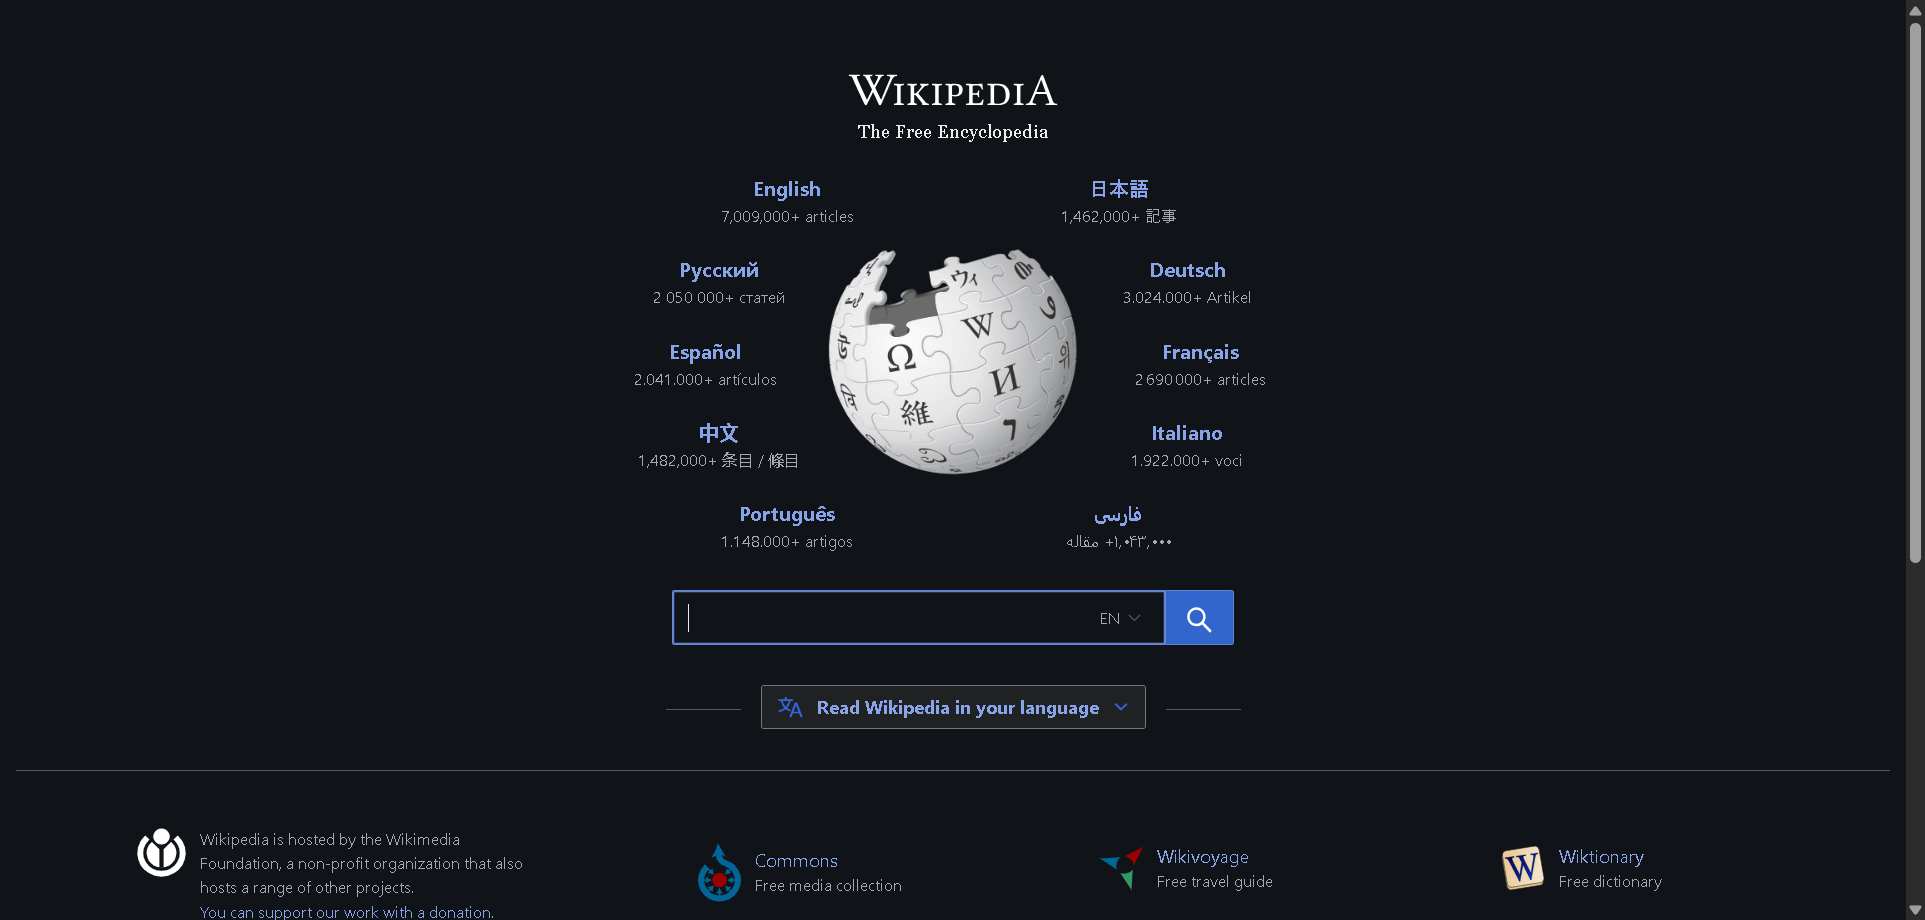 WIKIPEDIA
The Free Encyclopedia
English
7,009,000+ articles
日本語
1,462,000+ 記事
Русский
2 050 000+ статей
Deutsch
3.024.000+ Artikel
Español
2.041.000+ artículos
Français
2 690 000+ articles
中文
1,482,000+ 条目 / 條目
Italiano
1.922.000+ voci
Português
1.148.000+ artigos
فارسی
۱٬۰۴۳٬۰۰۰+ مقاله
Ω
W
И
維
EN
Read Wikipedia in your language
Wikipedia is hosted by the Wikimedia
Foundation, a non-profit organization that also
hosts a range of other projects.
You can support our work with a donation.
Commons
Free media collection
Wikivoyage
Free travel guide
W
Wiktionary
Free dictionary